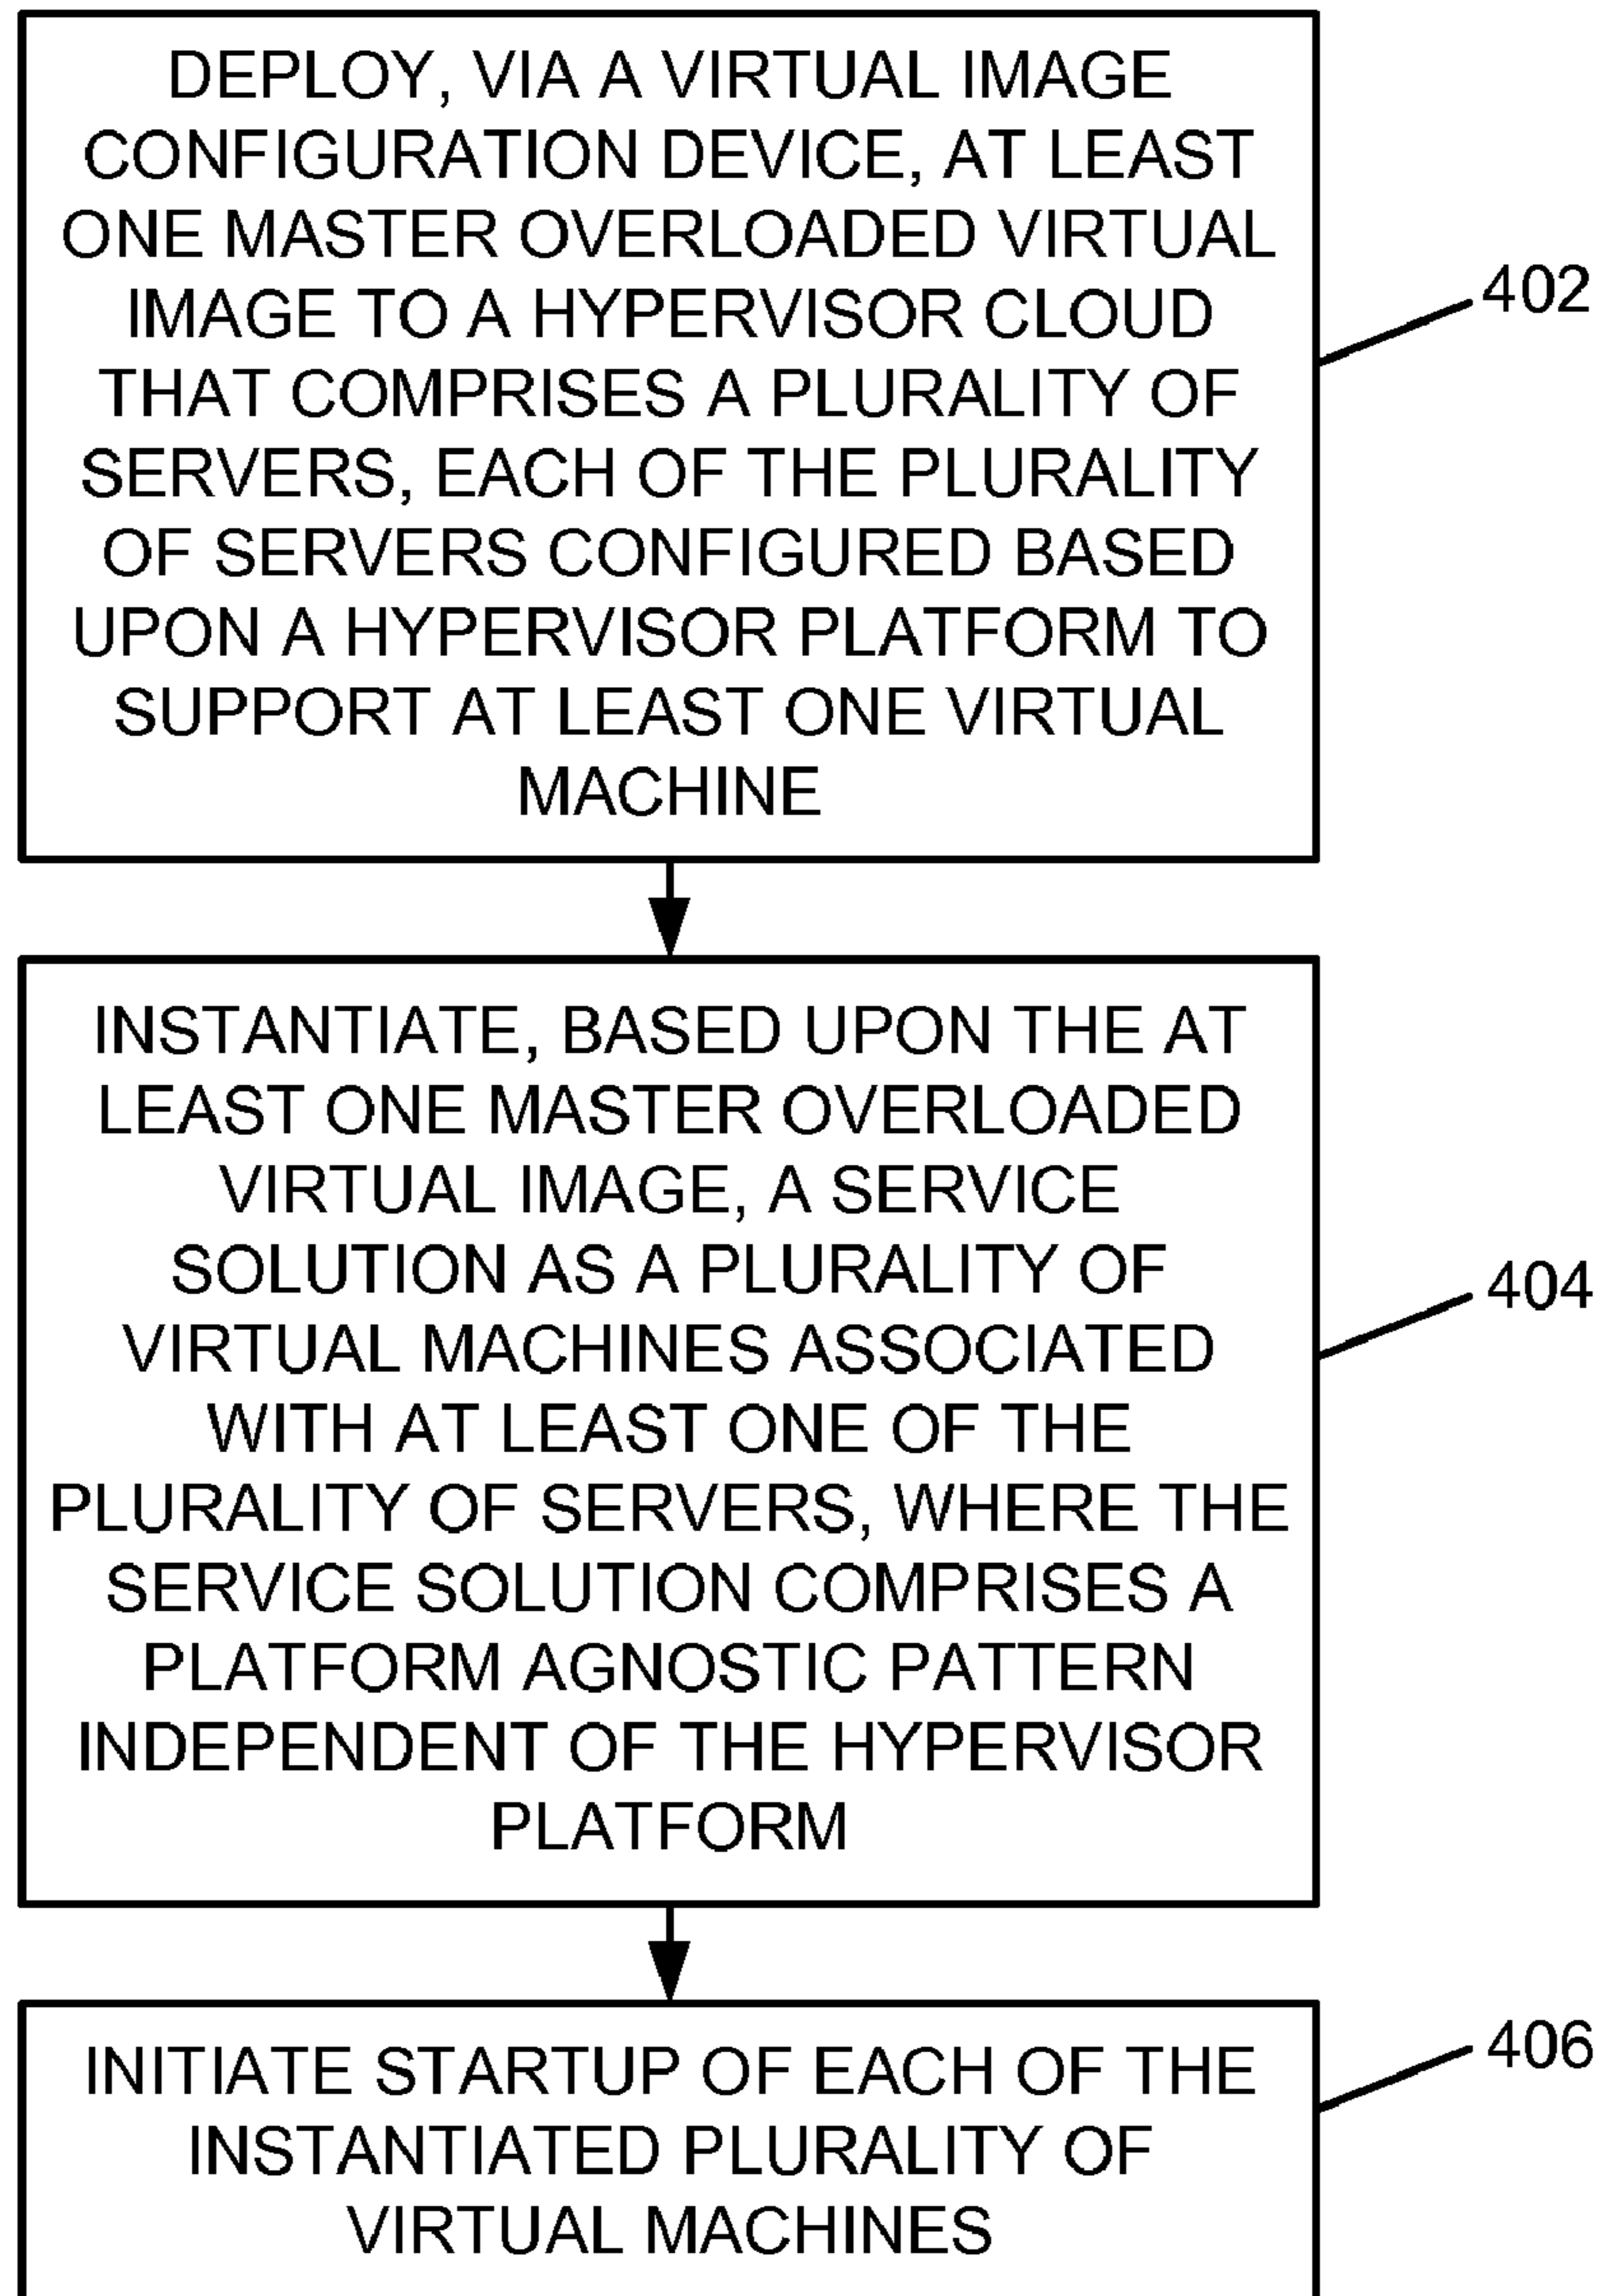 DEPLOY, VIA A VIRTUAL IMAGE
CONFIGURATION DEVICE, AT LEAST
ONE MASTER OVERLOADED VIRTUAL
IMAGE TO A HYPERVISOR CLOUD
THAT COMPRISES A PLURALITY OF
SERVERS, EACH OF THE PLURALITY
OF SERVERS CONFIGURED BASED
UPON A HYPERVISOR PLATFORM TO
SUPPORT AT LEAST ONE VIRTUAL
MACHINE
402
INSTANTIATE, BASED UPON THE AT
LEAST ONE MASTER OVERLOADED
VIRTUAL IMAGE, A SERVICE
SOLUTION AS A PLURALITY OF
VIRTUAL MACHINES ASSOCIATED
WITH AT LEAST ONE OF THE
PLURALITY OF SERVERS, WHERE THE
SERVICE SOLUTION COMPRISES A
PLATFORM AGNOSTIC PATTERN
INDEPENDENT OF THE HYPERVISOR
PLATFORM
404
INITIATE STARTUP OF EACH OF THE
INSTANTIATED PLURALITY OF
VIRTUAL MACHINES
406